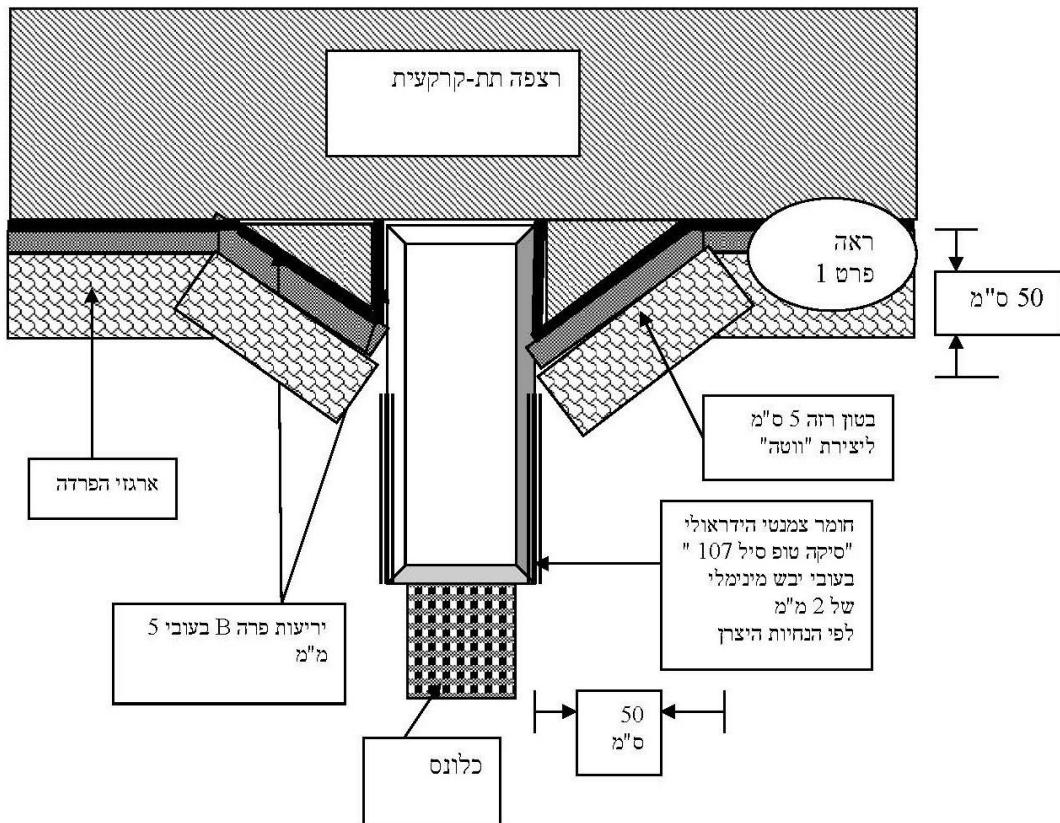 רצפה תת-קרקעית
ראה
פרט 1
50 ס"מ
בטון רזה 5 ס"מ
ליצירת "ווטה"
ארגזי הפרדה
חומר צמנטי הידראולי
"סיקה טופ סיל 107 "
בעובי יבש מינימלי
של 2 מ"מ
לפי הנחיות היצרן
יריעות פרה B בעובי 5
מ"מ
50
ס"מ
כלונס